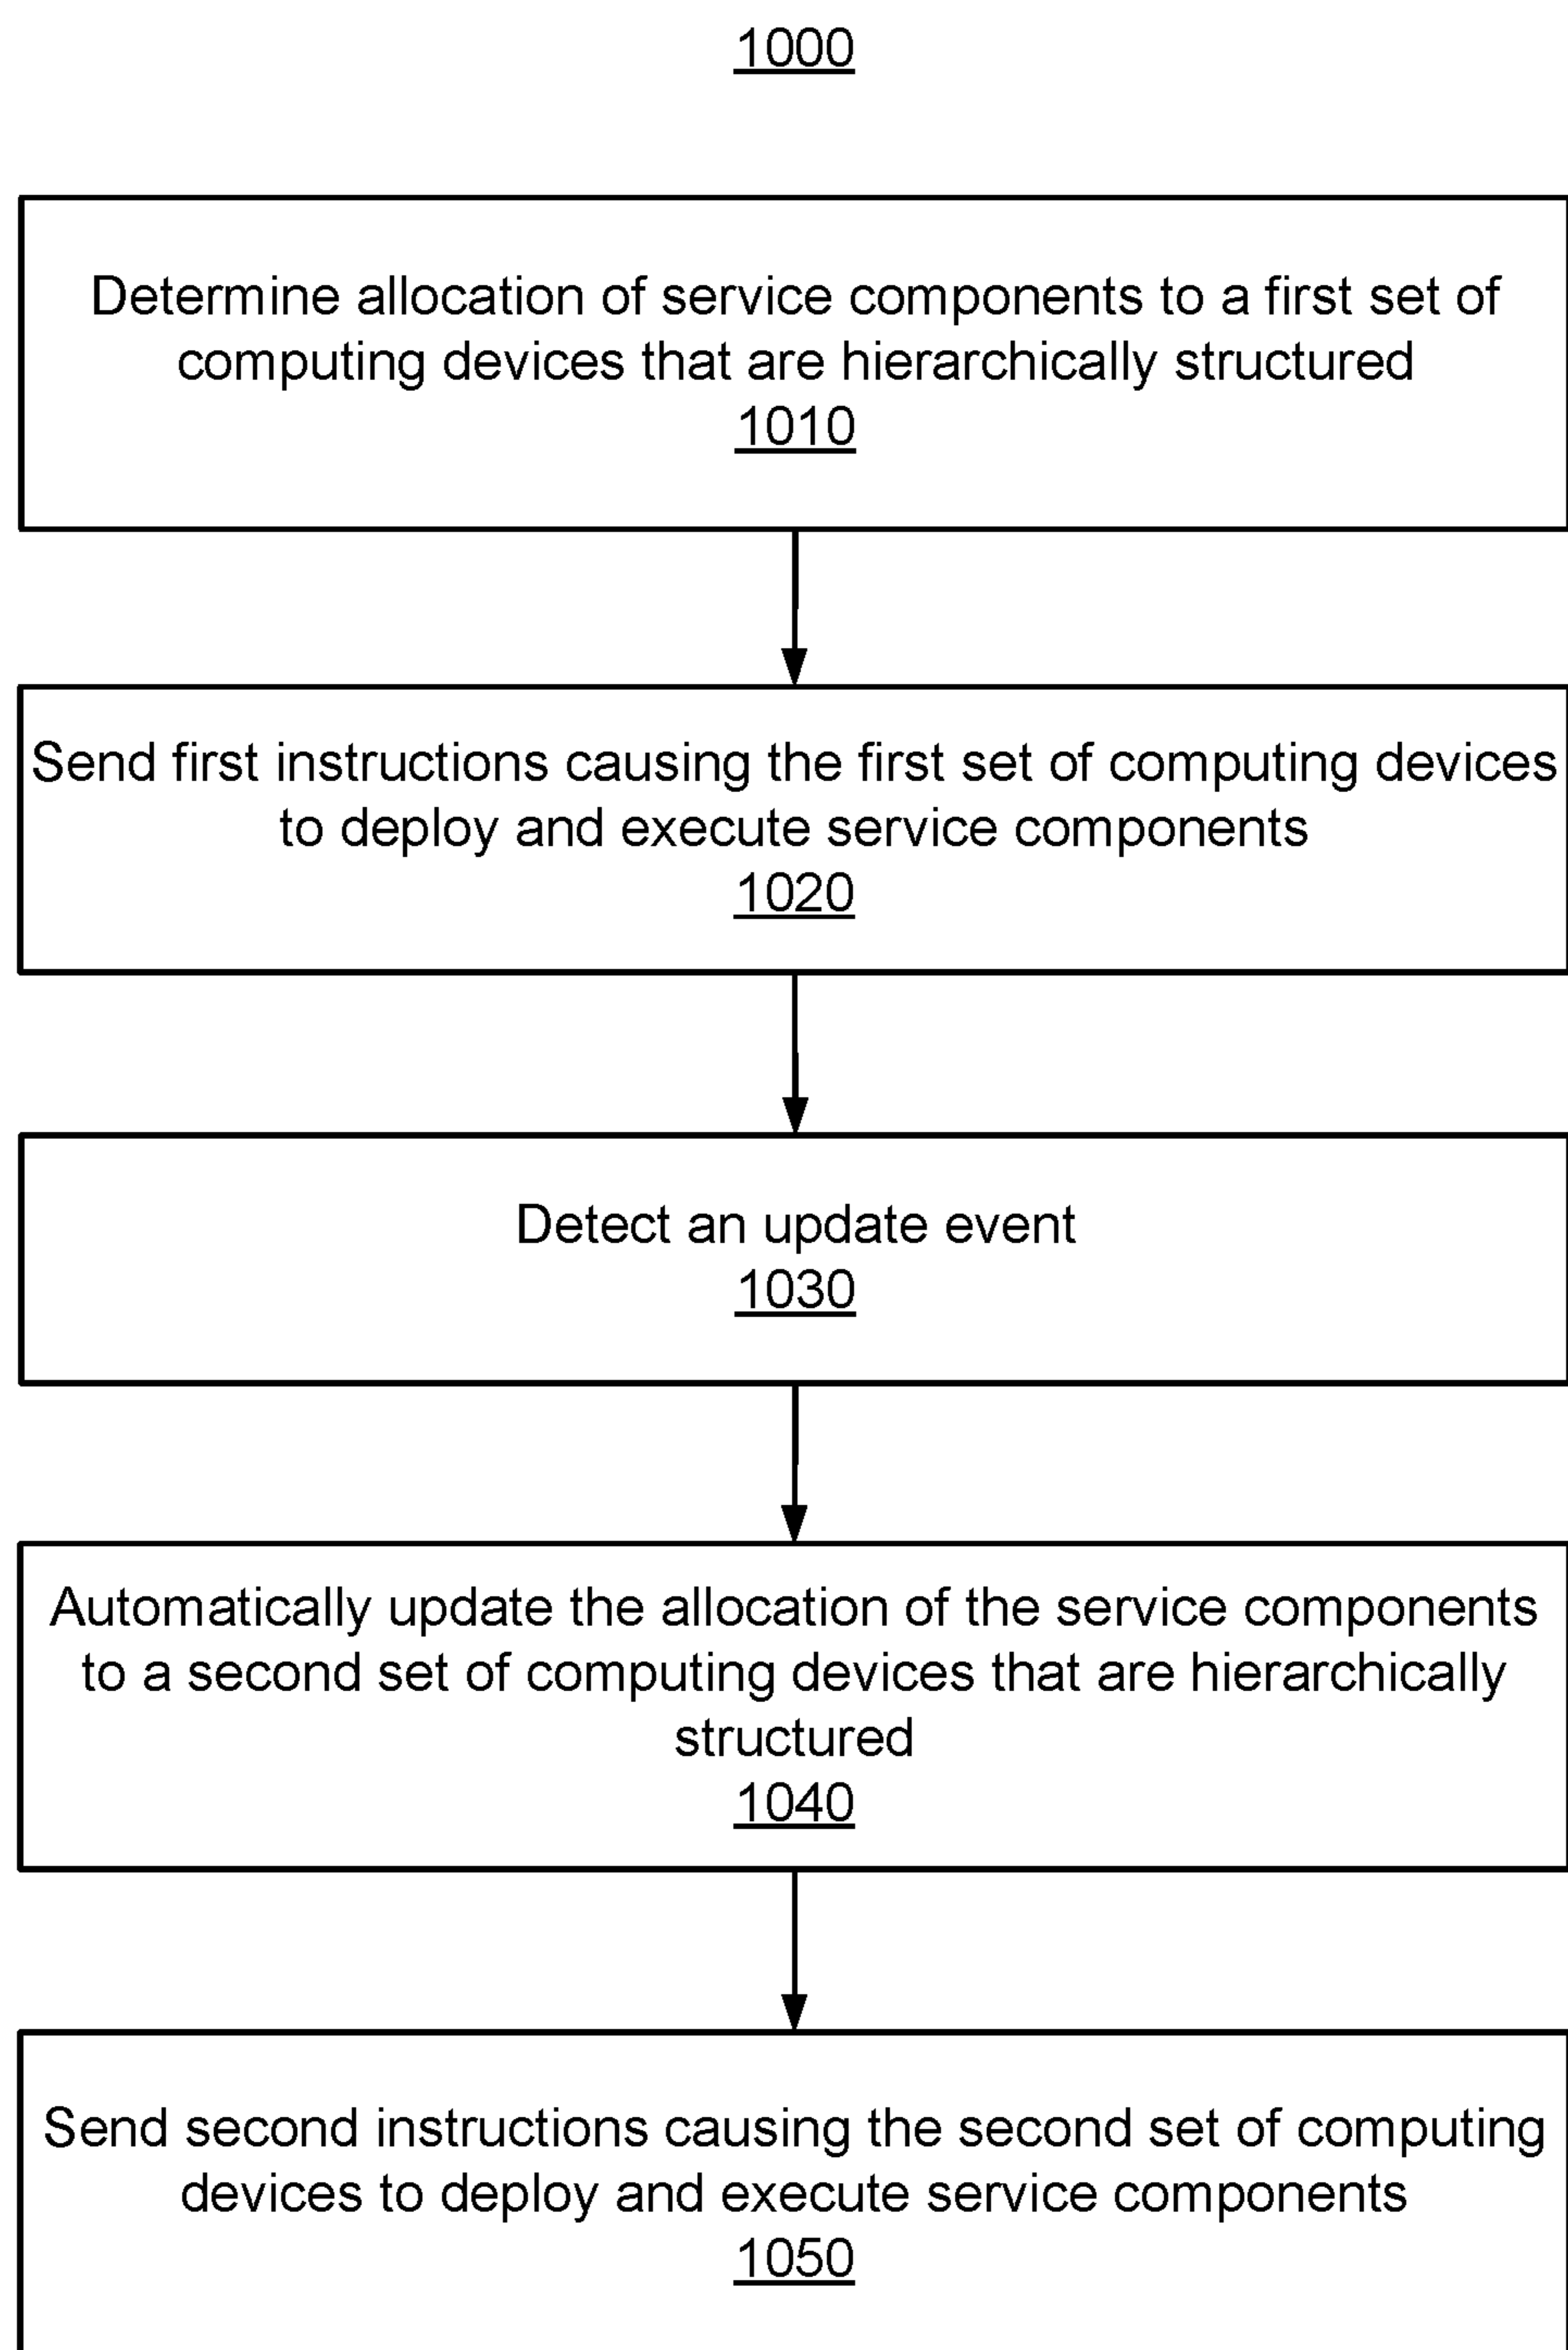 1000
Determine allocation of service components to a first set of
computing devices that are hierarchically structured
1010
Send first instructions causing the first set of computing devices
to deploy and execute service components
1020
Detect an update event
1030
Automatically update the allocation of the service components
to a second set of computing devices that are hierarchically
structured
1040
Send second instructions causing the second set of computing
devices to deploy and execute service components
1050